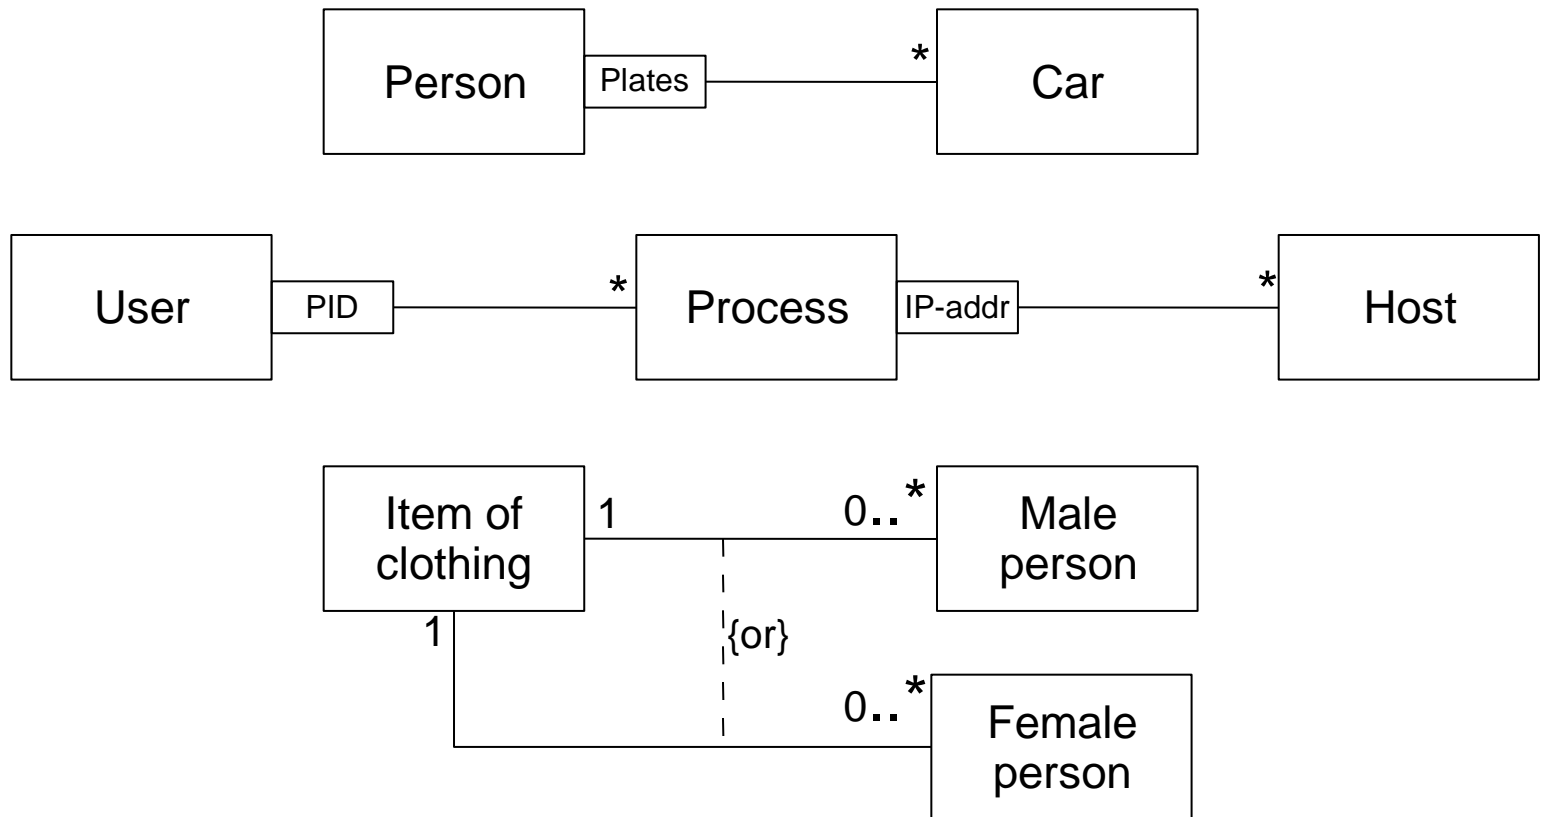 Person
Plates
*
Car
User
PID
*
Process
IP-addr
*
Host
Item of
clothing
1
0..*
Male
person
1
{or}
0..*
Female
person